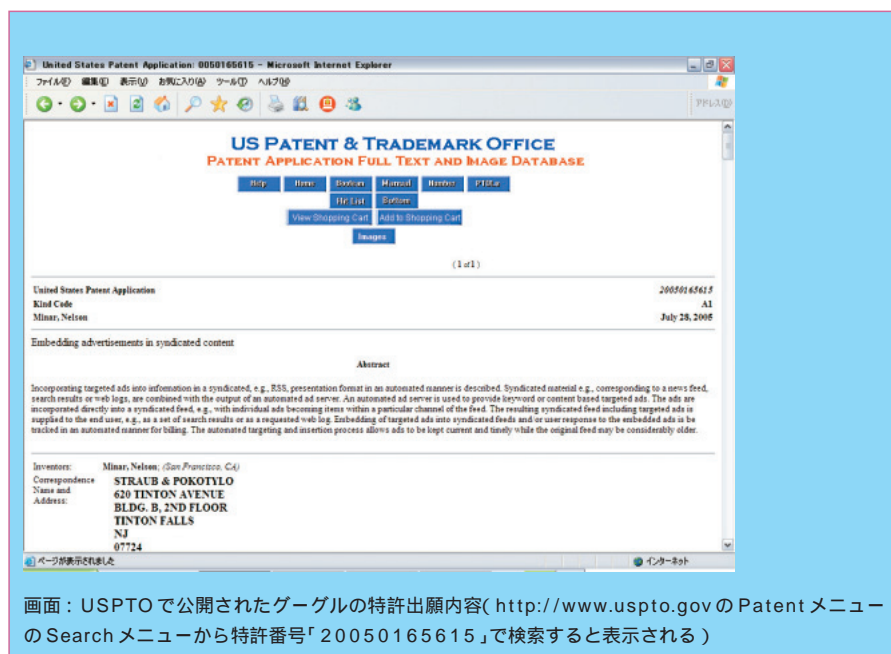 United States Patent Application: 0050165615 - Microsoft Internet Explorer
ファイル(F) 編集(E) 表示(V) お気に入り(A) ツール(T) ヘルプ(H)
アドレス(D)
US PATENT & TRADEMARK OFFICE
PATENT APPLICATION FULL TEXT AND IMAGE DATABASE
Help Home Boolean Manual Number PTDLs
Hit List Bottom
View Shopping Cart Add to Shopping Cart
Images
( 1 of 1 )
United States Patent Application 20050165615
Kind Code A1
Minar, Nelson July 28, 2005
Embedding advertisements in syndicated content
Abstract
Incorporating targeted ads into information in a syndicated, e.g., RSS, presentation format in an automated manner is described. Syndicated material e.g., corresponding to a news feed,
search results or web logs, are combined with the output of an automated ad server. An automated ad server is used to provide keyword or content based targeted ads. The ads are
incorporated directly into a syndicated feed, e.g., with individual ads becoming items within a particular channel of the feed. The resulting syndicated feed including targeted ads is
supplied to the end user, e.g., as a set of search results or as a requested web log. Embedding of targeted ads into syndicated feeds and/or user response to the embedded ads is be
tracked in an automated manner for billing. The automated targeting and insertion process allows ads to be kept current and timely while the original feed may be considerably older.
Inventors: Minar, Nelson; (San Francisco, CA)
Correspondence STRAUB & POKOTYLO
Name and 620 TINTON AVENUE
Address: BLDG. B, 2ND FLOOR
TINTON FALLS
NJ
07724
ページが表示されました インターネット
画面：USPTOで公開されたグーグルの特許出願内容(http://www.uspto.govのPatentメニュー
のSearchメニューから特許番号「20050165615」で検索すると表示される)